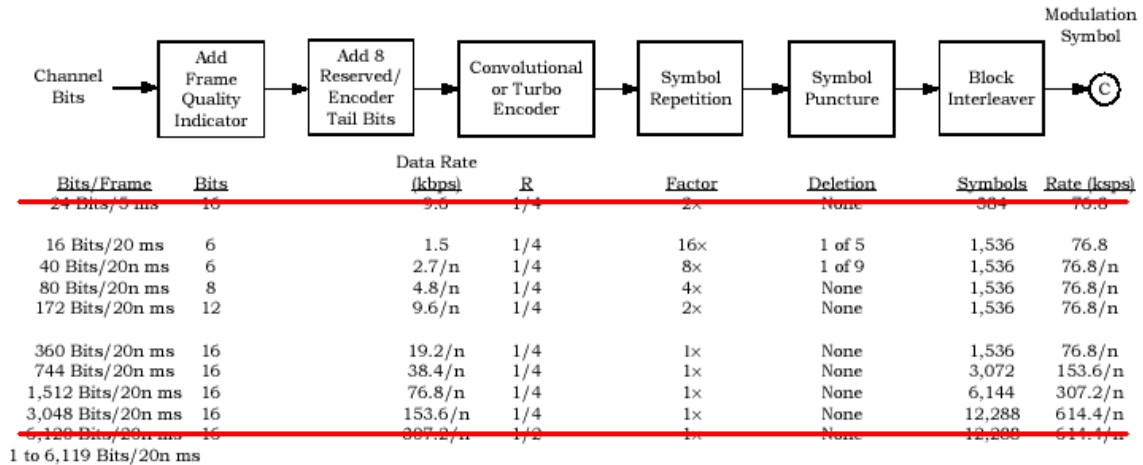 Modulation
Symbol
Channel
Bits
Add
Frame
Quality
Indicator
Add 8
Reserved/
Encoder
Tail Bits
Convolutional
or Turbo
Encoder
Symbol
Repetition
Symbol
Puncture
Block
Interleaver
C
Data Rate
Bits/Frame Bits (kbps) R Factor Deletion Symbols Rate (ksps)
24 Bits/5 ms 16 9.6 1/4 2× None 384 76.8
16 Bits/20 ms 6 1.5 1/4 16× 1 of 5 1,536 76.8
40 Bits/20n ms 6 2.7/n 1/4 8× 1 of 9 1,536 76.8/n
80 Bits/20n ms 8 4.8/n 1/4 4× None 1,536 76.8/n
172 Bits/20n ms 12 9.6/n 1/4 2× None 1,536 76.8/n
360 Bits/20n ms 16 19.2/n 1/4 1× None 1,536 76.8/n
744 Bits/20n ms 16 38.4/n 1/4 1× None 3,072 153.6/n
1,512 Bits/20n ms 16 76.8/n 1/4 1× None 6,144 307.2/n
3,048 Bits/20n ms 16 153.6/n 1/4 1× None 12,288 614.4/n
6,120 Bits/20n ms 16 307.2/n 1/2 1× None 12,288 614.4/n
1 to 6,119 Bits/20n ms